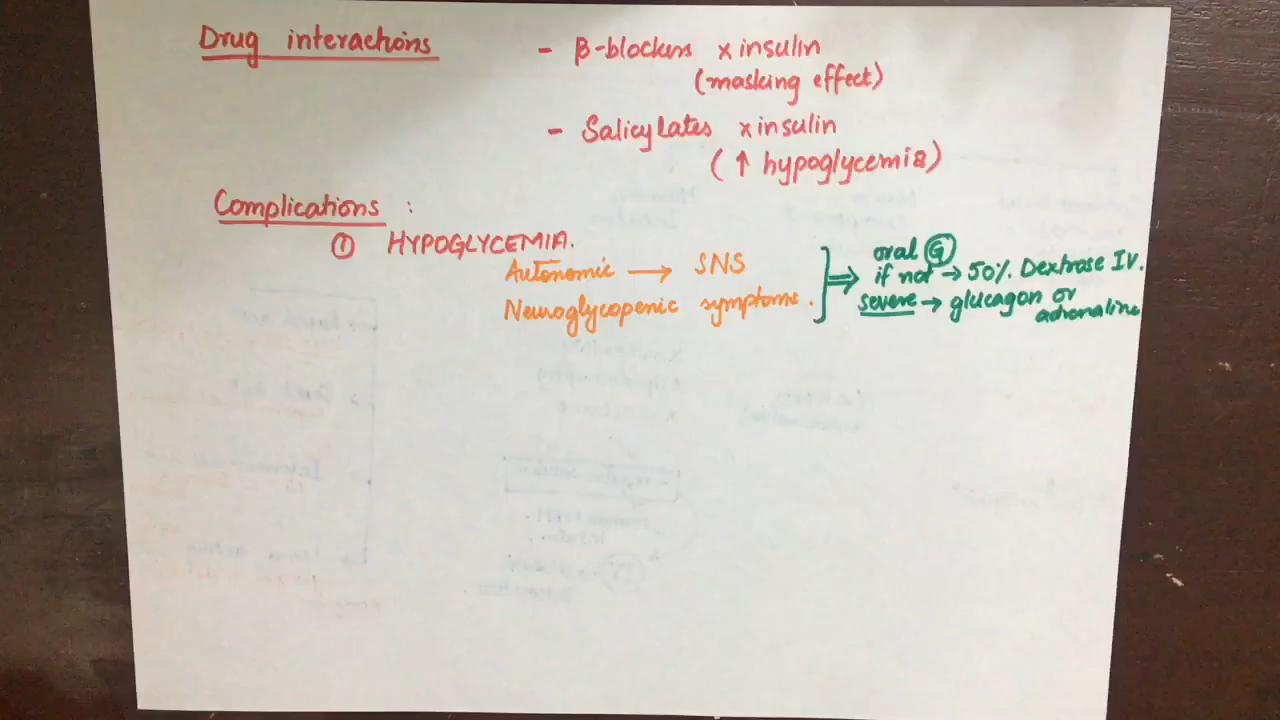 Drug interactions
- β-blockers x insulin
(masking effect)
- Salicylates x insulin
(↑ hypoglycemia)
Complications :
① HYPOGLYCEMIA.
Autonomic → SNS
Neuroglycopenic symptoms.
oral Ⓖ
if not → 50% Dextrose IV.
severe → glucagon or
adrenaline